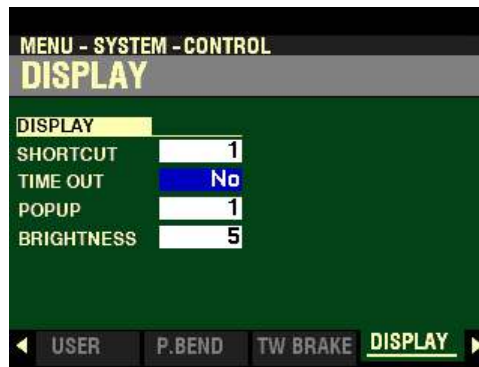 MENU - SYSTEM - CONTROL
DISPLAY
DISPLAY
SHORTCUT 1
TIME OUT No
POPUP 1
BRIGHTNESS 5
USER P.BEND TW BRAKE DISPLAY